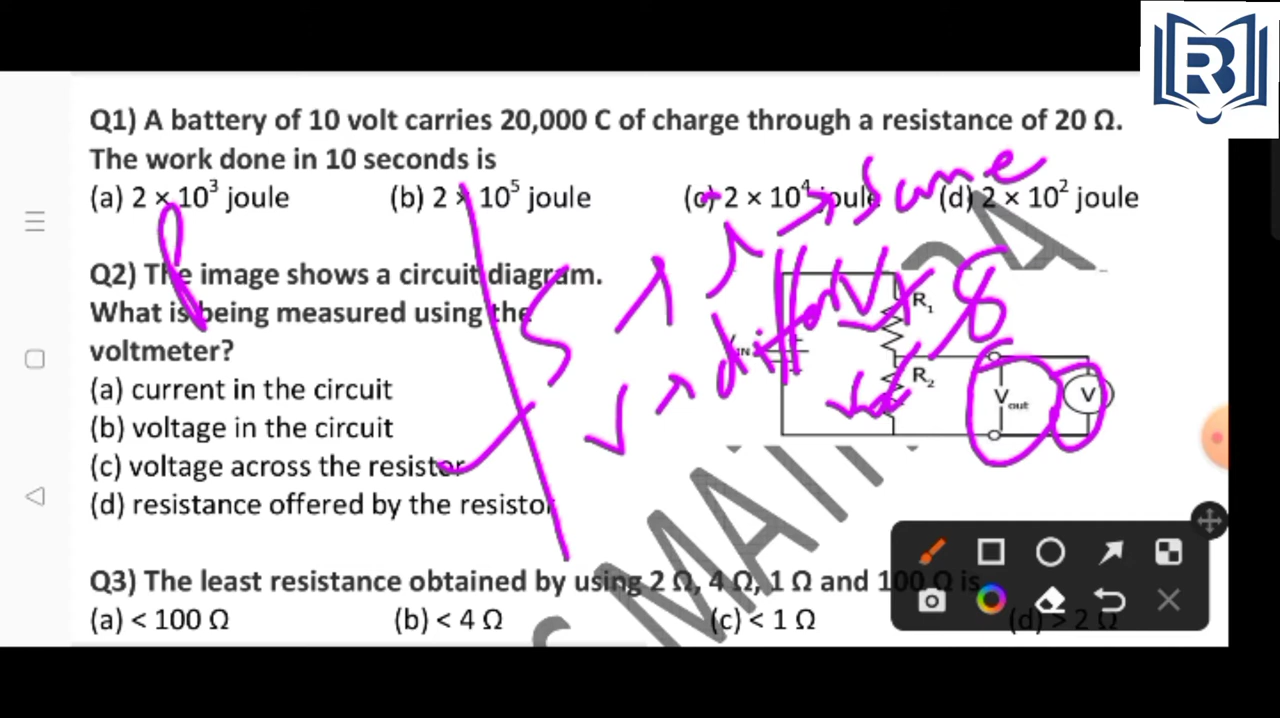 Q1) A battery of 10 volt carries 20,000 C of charge through a resistance of 20 Ω.
The work done in 10 seconds is
(a) 2 × 10³ joule (b) 2 × 10⁵ joule (c) 2 × 10⁴ joule (d) 2 × 10² joule
same
Q2) The image shows a circuit diagram.
What is being measured using the
voltmeter?
(a) current in the circuit
(b) voltage in the circuit
(c) voltage across the resistor
(d) resistance offered by the resistor
S
V
R₁
R₂
V out
V
Q3) The least resistance obtained by using 2 Ω, 4 Ω, 1 Ω and 100 Ω is
(a) < 100 Ω (b) < 4 Ω (c) < 1 Ω (d) > 2 Ω